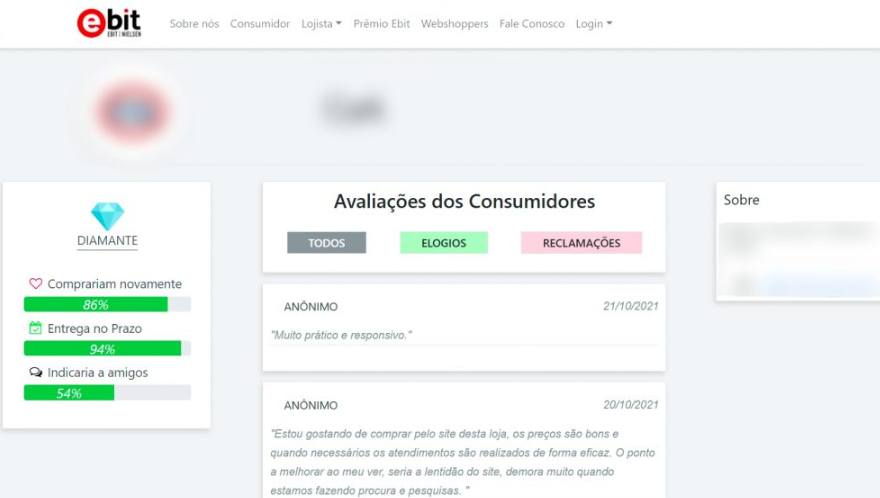 ebit
EBIT | NIELSEN
Sobre nós Consumidor Lojista Prêmio Ebit Webshoppers Fale Conosco Login
DIAMANTE
Compraríam novamente
86%
Entrega no Prazo
94%
Indicaria a amigos
54%
Avaliações dos Consumidores
TODOS ELOGIOS RECLAMAÇÕES
ANÔNIMO 21/10/2021
"Muito prático e responsivo."
ANÔNIMO 20/10/2021
"Estou gostando de comprar pelo site desta loja, os preços são bons e
quando necessários os atendimentos são realizados de forma eficaz. O ponto
a melhorar ao meu ver, seria a lentidão do site, demora muito quando
estamos fazendo procura e pesquisas. "
Sobre